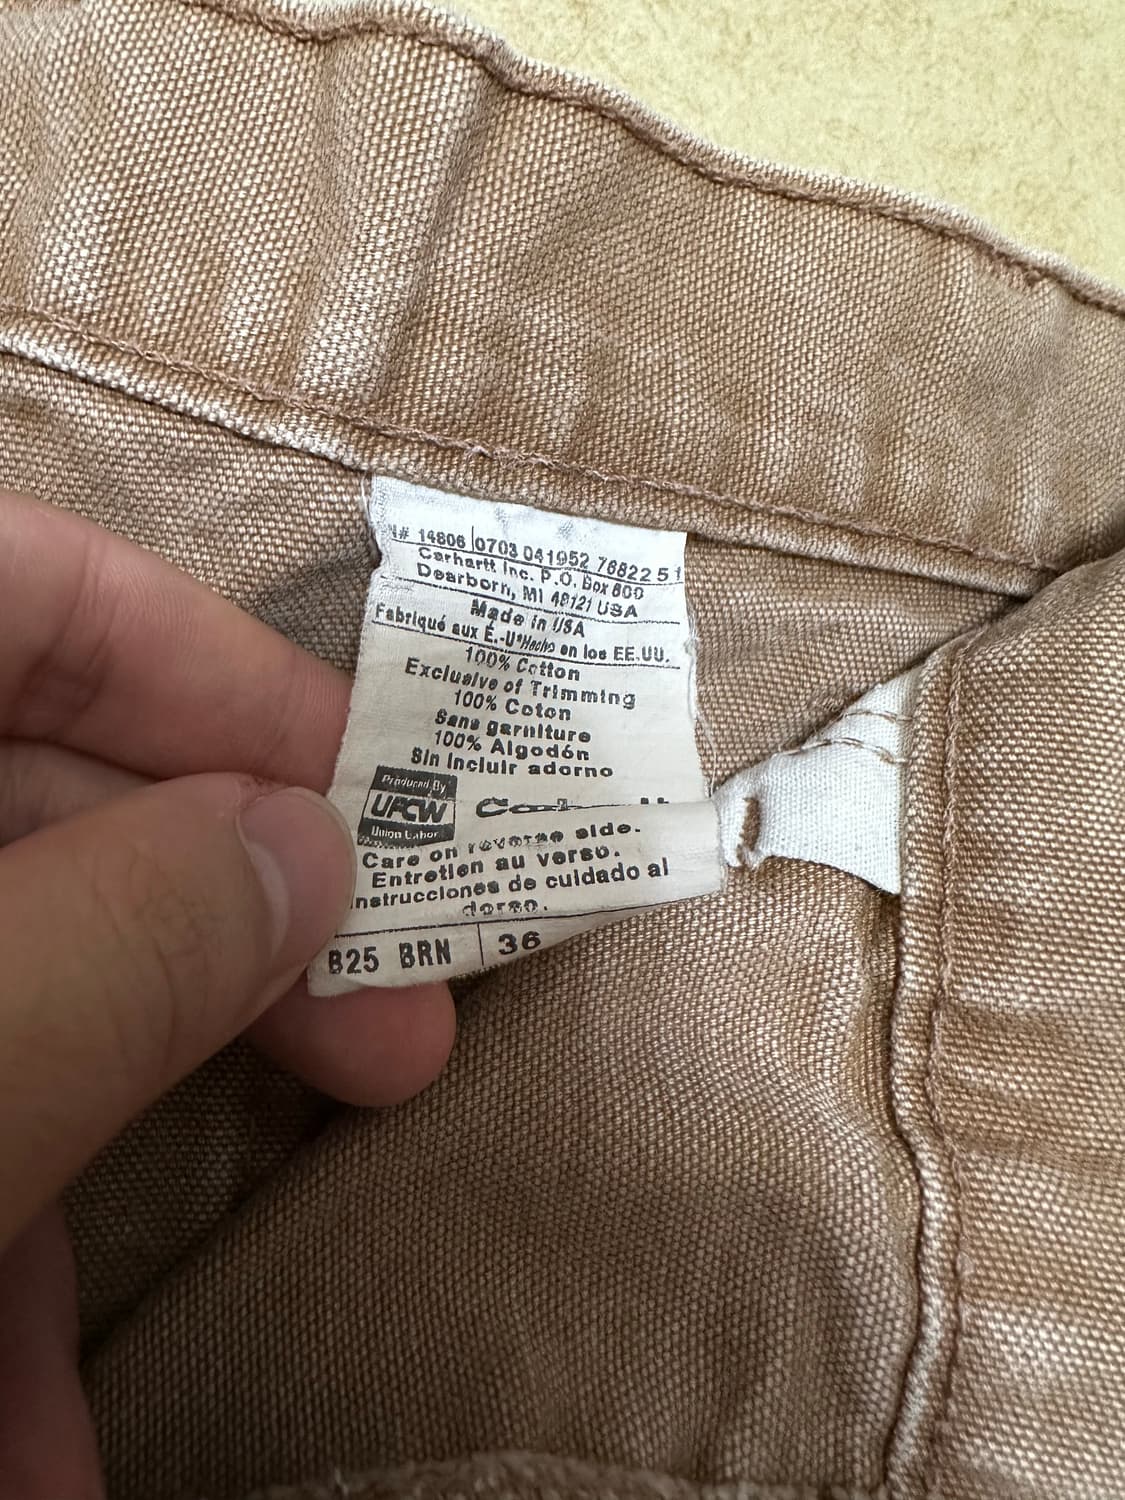 N# 14806 0703 041952 76822 5 1
Carhartt Inc. P.O. Box 600
Dearborn, MI 48121 USA
Made in USA
Fabriqué aux É.-U Hecho en los EE.UU.
100% Cotton
Exclusive of Trimming
100% Coton
Sans garniture
100% Algodón
Sin incluir adorno
Produced By
UFCW
Union Labor
Care on reverse side.
Entretien au verso.
nstrucciones de cuidado al
dorso.
B25 BRN 36